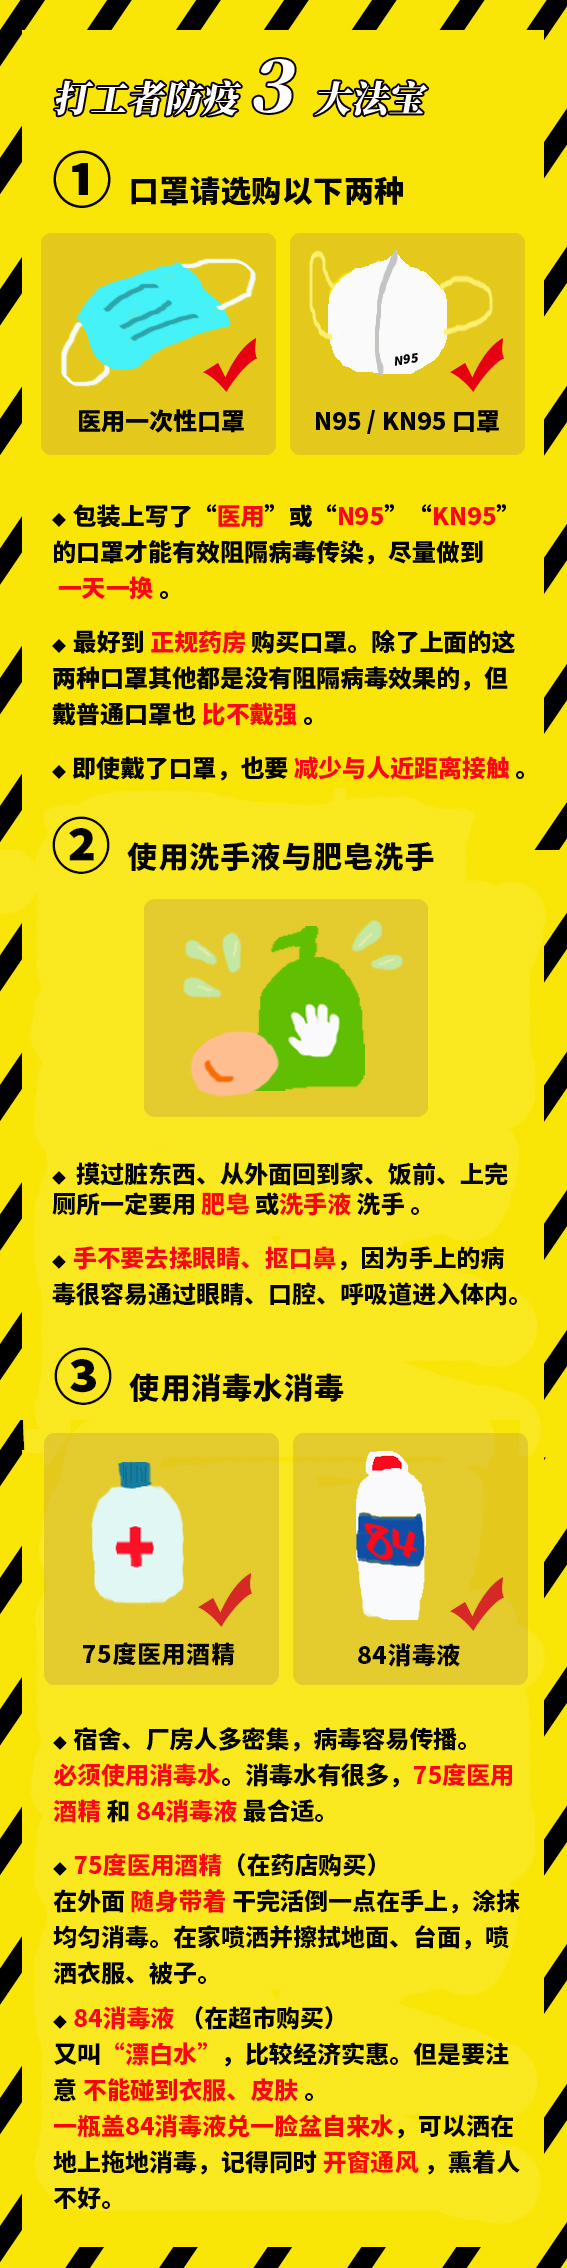 打工者防疫3大法宝
① 口罩请选购以下两种
N95
医用一次性口罩
N95 / KN95 口罩
◆ 包装上写了“医用”或“N95”“KN95”
的口罩才能有效阻隔病毒传染，尽量做到
一天一换。
◆ 最好到 正规药房 购买口罩。除了上面的这
两种口罩其他都是没有阻隔病毒效果的，但
戴普通口罩也 比不戴强 。
◆ 即使戴了口罩，也要 减少与人近距离接触 。
② 使用洗手液与肥皂洗手
◆ 摸过脏东西、从外面回到家、饭前、上完
厕所一定要用 肥皂 或洗手液 洗手 。
◆ 手不要去揉眼睛、抠口鼻，因为手上的病
毒很容易通过眼睛、口腔、呼吸道进入体内。
③ 使用消毒水消毒
84
75度医用酒精
84消毒液
◆ 宿舍、厂房人多密集，病毒容易传播。
必须使用消毒水。消毒水有很多，75度医用
酒精 和 84消毒液 最合适。
◆ 75度医用酒精（在药店购买）
在外面 随身带着 干完活倒一点在手上，涂抹
均匀消毒。在家喷洒并擦拭地面、台面，喷
洒衣服、被子。
◆ 84消毒液 （在超市购买）
又叫“漂白水”，比较经济实惠。但是要注
意 不能碰到衣服、皮肤 。
一瓶盖84消毒液兑一脸盆自来水，可以洒在
地上拖地消毒，记得同时 开窗通风 ，熏着人
不好。